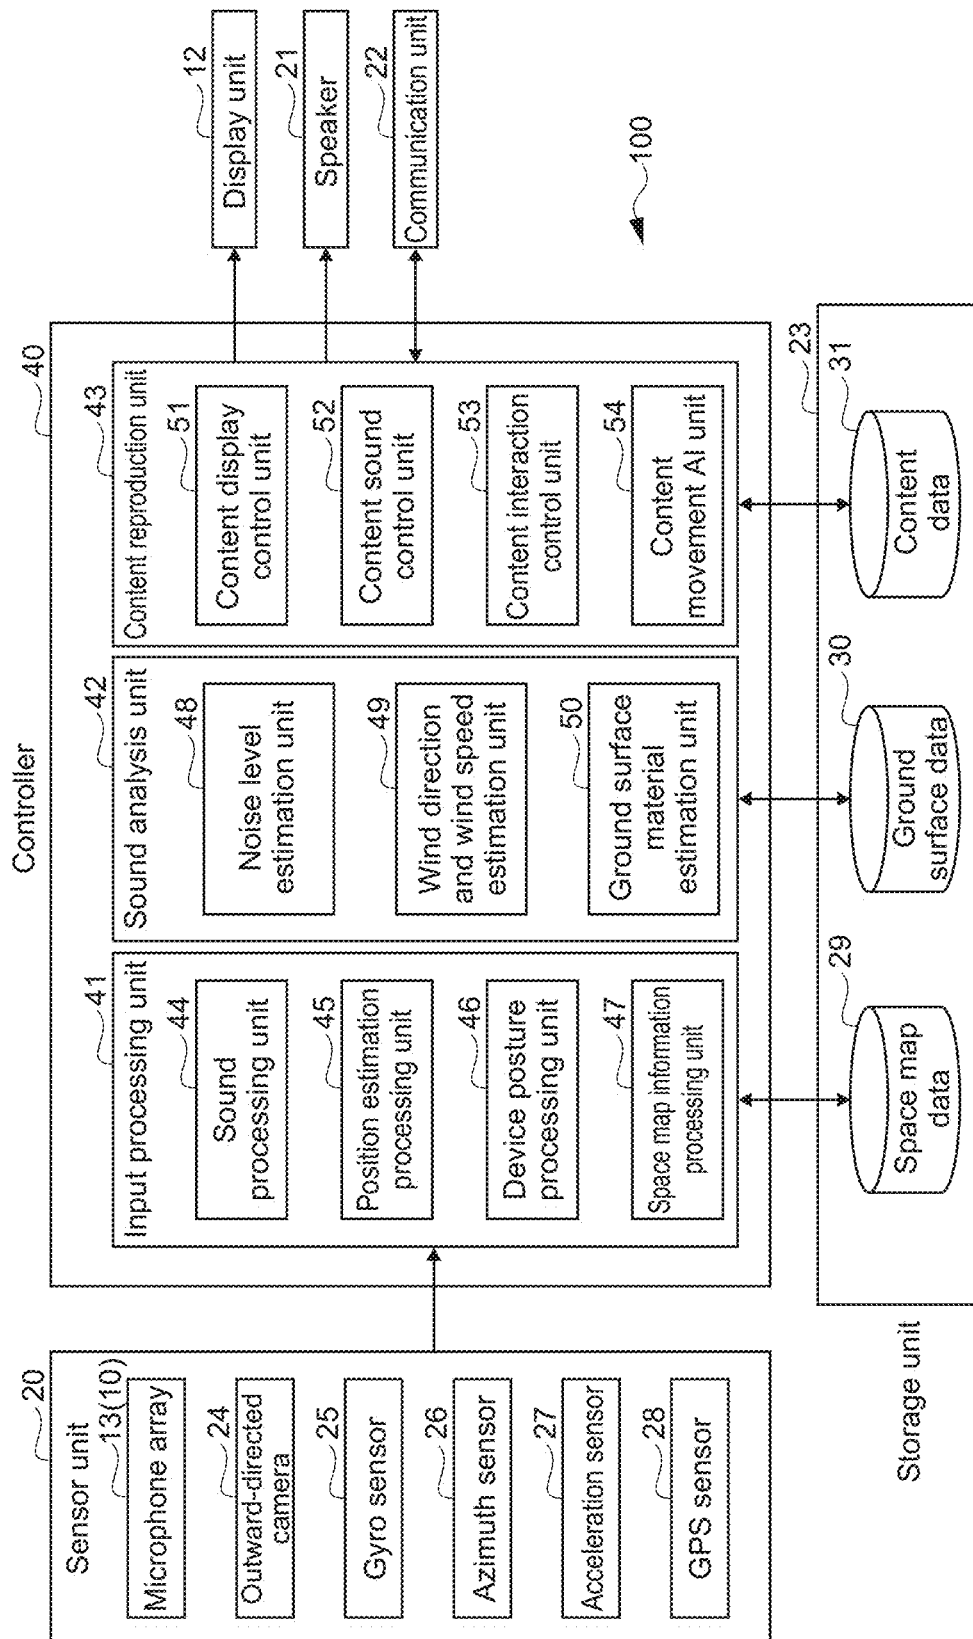 Sensor unit
20
13(10)
Microphone array
24
Outward-directed
camera
25
Gyro sensor
26
Azimuth sensor
27
Acceleration sensor
28
GPS sensor
Controller
40
Input processing unit
41
44
Sound
processing unit
45
Position estimation
processing unit
46
Device posture
processing unit
47
Space map information
processing unit
Sound analysis unit
42
48
Noise level
estimation unit
49
Wind direction
and wind speed
estimation unit
50
Ground surface
material
estimation unit
Content reproduction unit
43
51
Content display
control unit
52
Content sound
control unit
53
Content interaction
control unit
54
Content
movement AI unit
12
Display unit
21
Speaker
22
Communication unit
100
Storage unit
23
29
Space map
data
30
Ground
surface data
31
Content
data